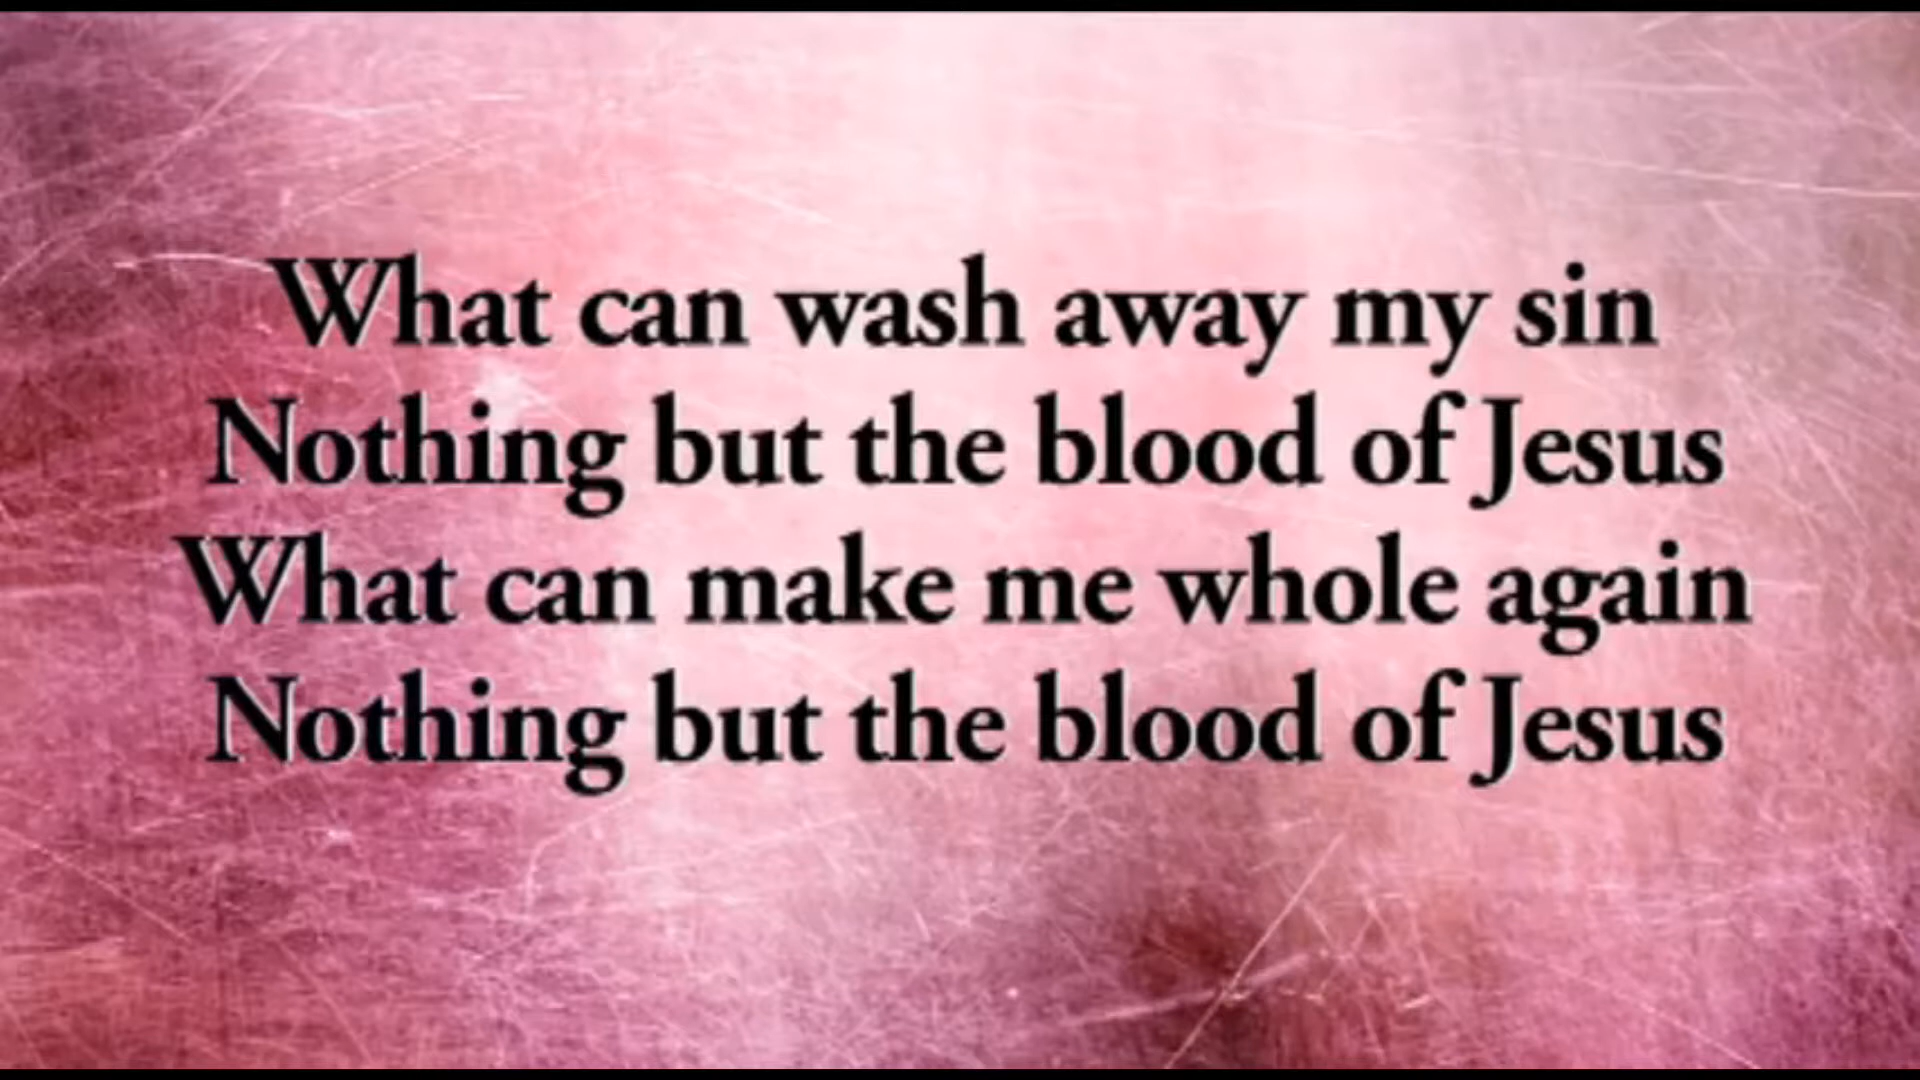 What can wash away my sin
Nothing but the blood of Jesus
What can make me whole again
Nothing but the blood of Jesus